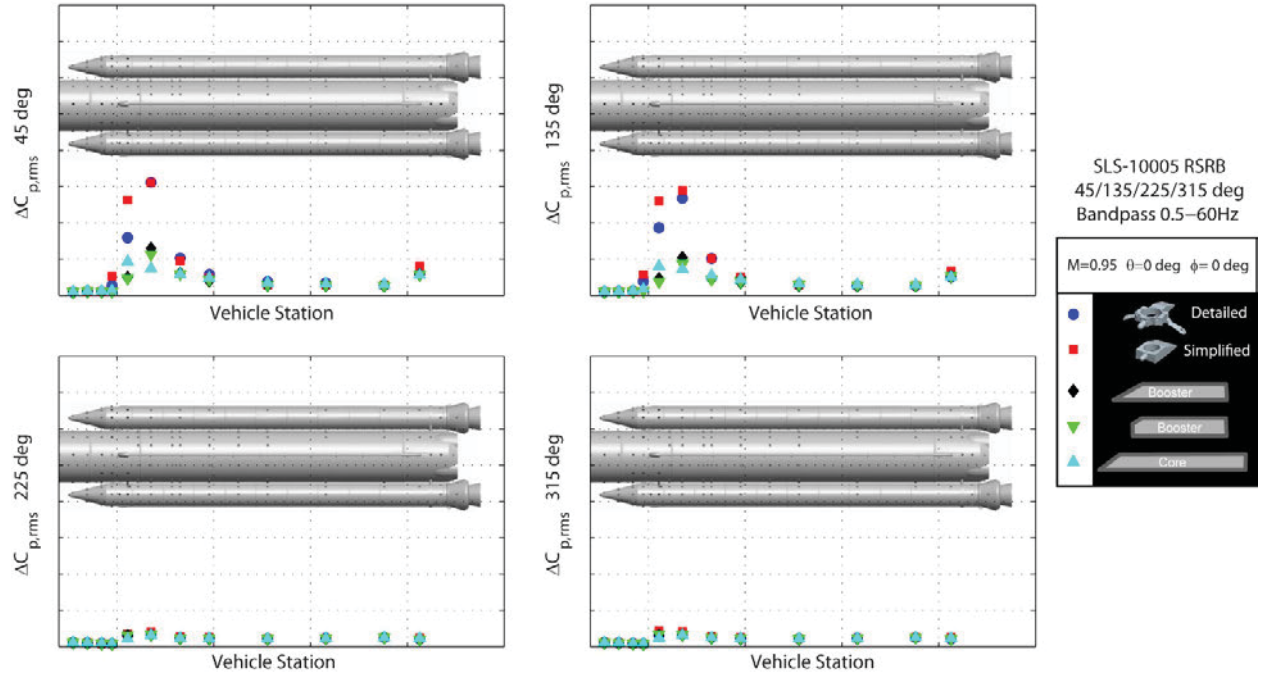 ΔC p,rms 45 deg
Vehicle Station
ΔC p,rms 135 deg
Vehicle Station
SLS-10005 RSRB
45/135/225/315 deg
Bandpass 0.5–60Hz
M=0.95 θ=0 deg ϕ= 0 deg
Detailed
Simplified
Booster
Booster
Core
ΔC p,rms 225 deg
Vehicle Station
ΔC p,rms 315 deg
Vehicle Station